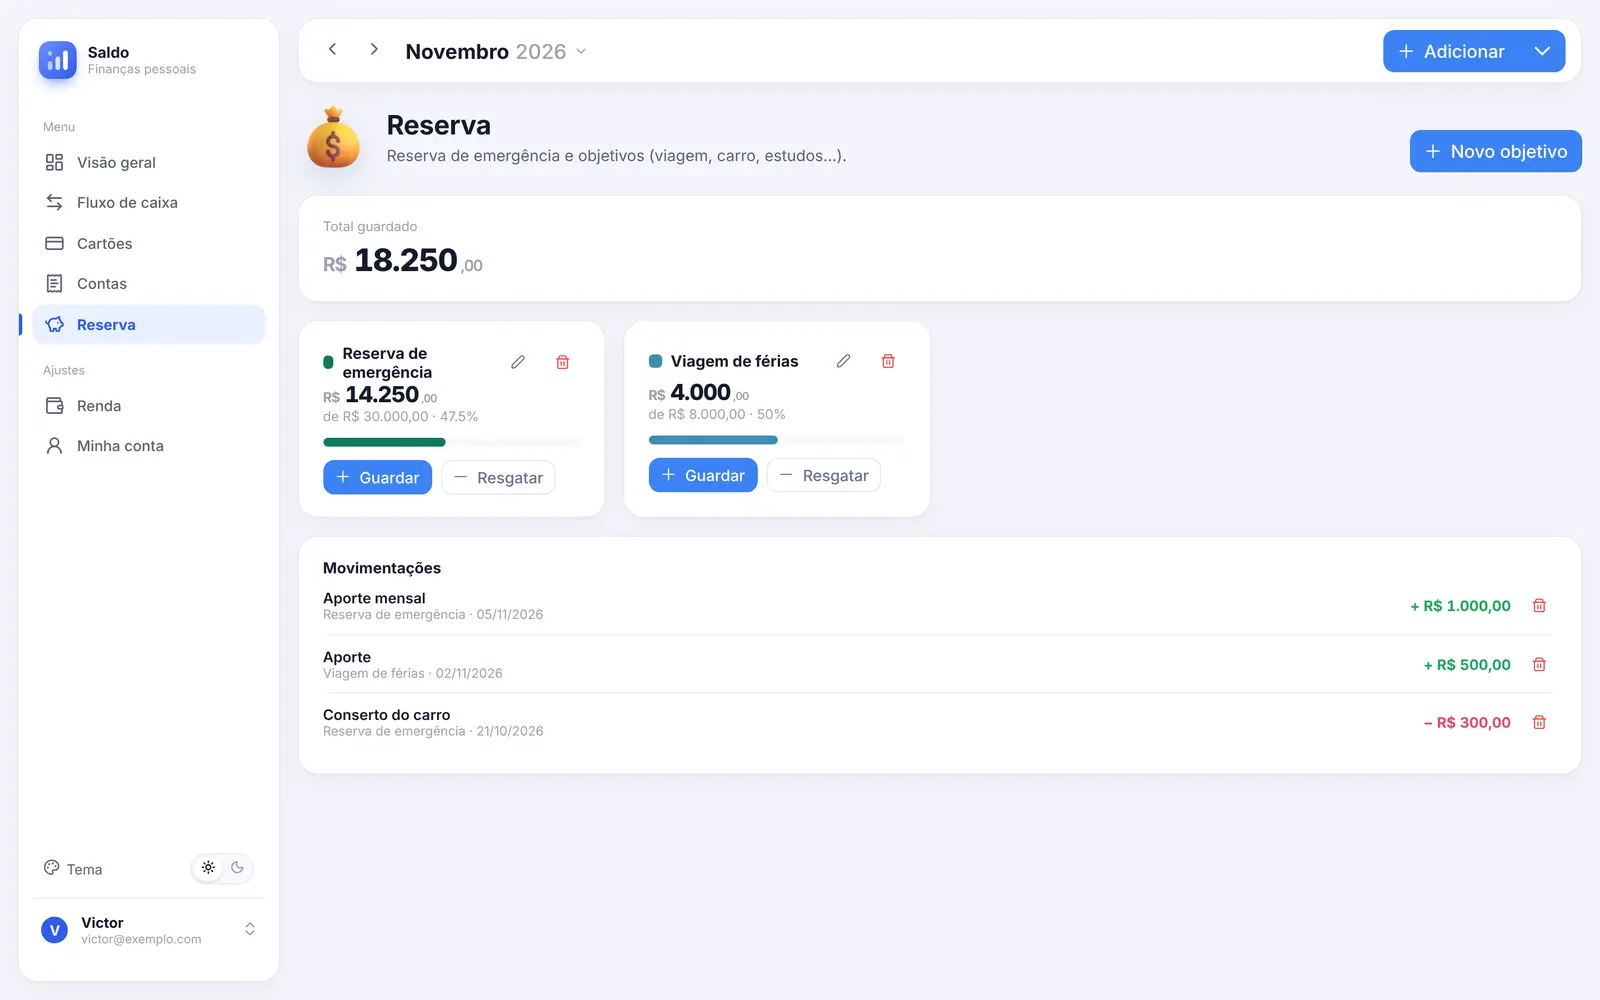 Saldo
Finanças pessoais
Menu
Visão geral
Fluxo de caixa
Cartões
Contas
Reserva
Ajustes
Renda
Minha conta
Tema
V
Victor
victor@exemplo.com
Novembro 2026
Adicionar
Reserva
Reserva de emergência e objetivos (viagem, carro, estudos...).
+ Novo objetivo
Total guardado
R$ 18.250,00
Reserva de
emergência
R$ 14.250,00
de R$ 30.000,00 · 47.5%
+ Guardar
− Resgatar
Viagem de férias
R$ 4.000,00
de R$ 8.000,00 · 50%
+ Guardar
− Resgatar
Movimentações
Aporte mensal
Reserva de emergência · 05/11/2026
+ R$ 1.000,00
Aporte
Viagem de férias · 02/11/2026
+ R$ 500,00
Conserto do carro
Reserva de emergência · 21/10/2026
− R$ 300,00